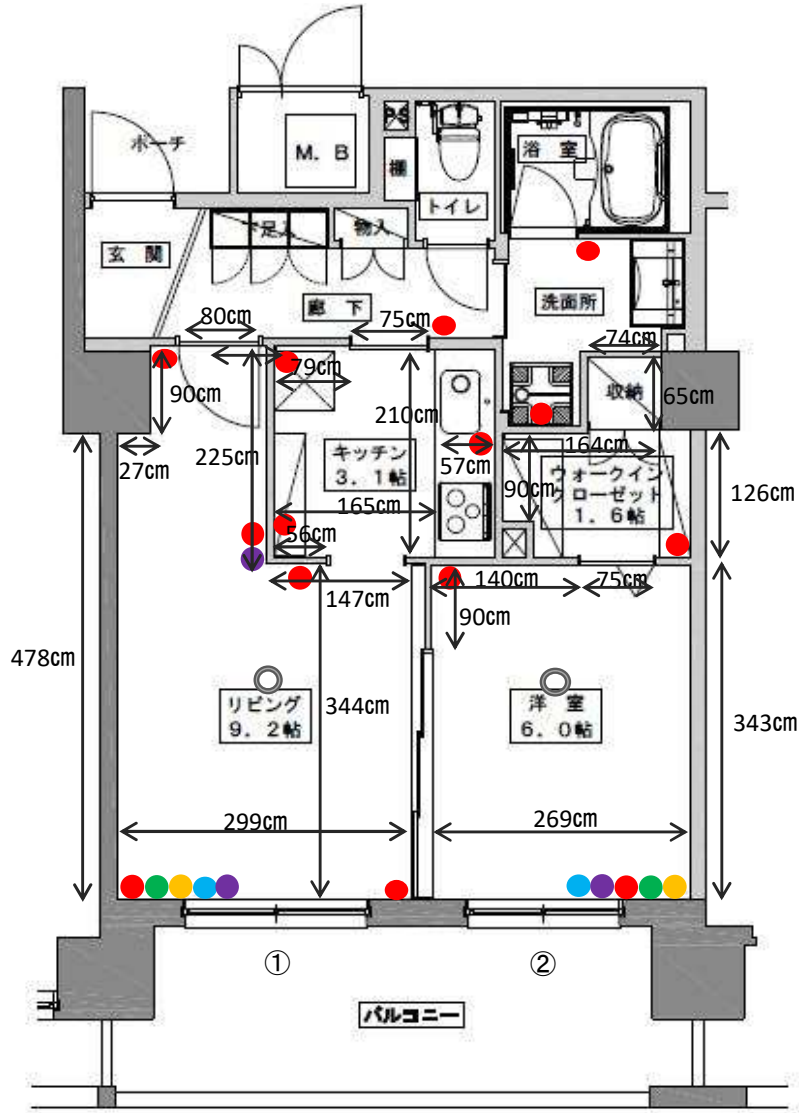 ポーチ
M. B
PS
棚
トイレ
浴 室
玄 関
下足入
物入
廊 下
洗面所
80㎝
75㎝
74㎝
79㎝
90㎝
210㎝
収納
65㎝
27㎝
225㎝
キッチン
3. 1帖
57㎝
164㎝
ウォークイン
クローゼット
1. 6帖
90㎝
126㎝
165㎝
56㎝
147㎝
140㎝
75㎝
90㎝
478㎝
リビング
9. 2帖
344㎝
洋 室
6. 0帖
343㎝
299㎝
269㎝
①
②
バルコニー